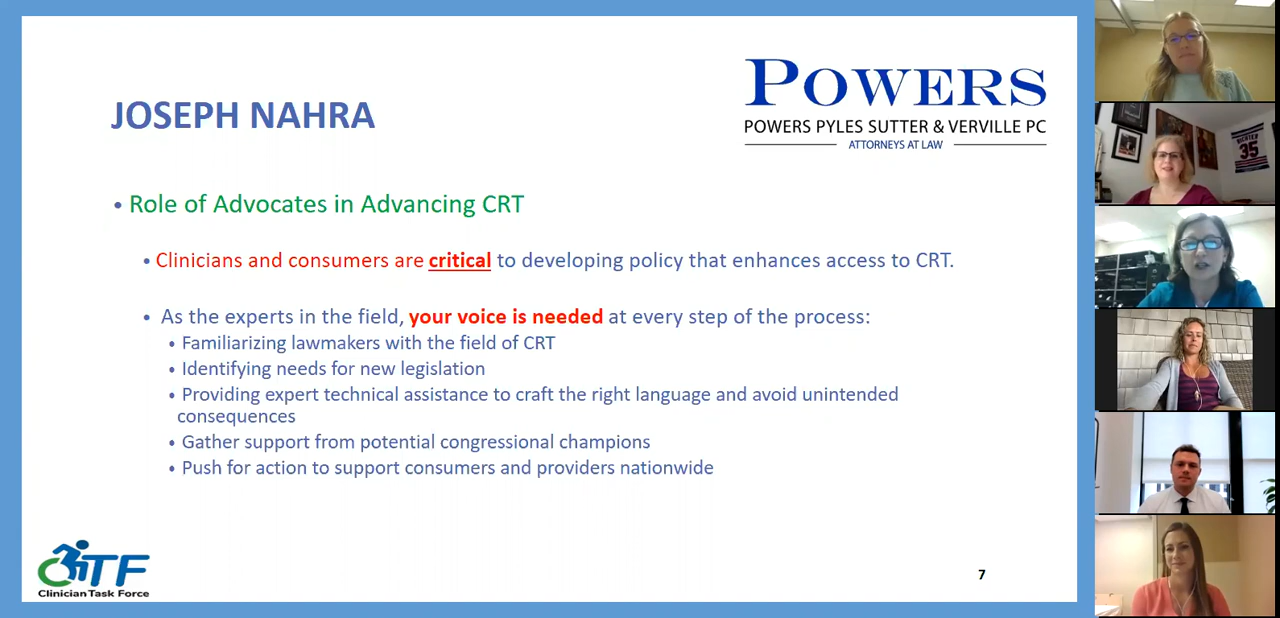 JOSEPH NAHRA
POWERS
POWERS PYLES SUTTER & VERVILLE PC
ATTORNEYS AT LAW
• Role of Advocates in Advancing CRT
• Clinicians and consumers are critical to developing policy that enhances access to CRT.
• As the experts in the field, your voice is needed at every step of the process:
• Familiarizing lawmakers with the field of CRT
• Identifying needs for new legislation
• Providing expert technical assistance to craft the right language and avoid unintended
consequences
• Gather support from potential congressional champions
• Push for action to support consumers and providers nationwide
CTF
Clinician Task Force
7
RICHTER
35